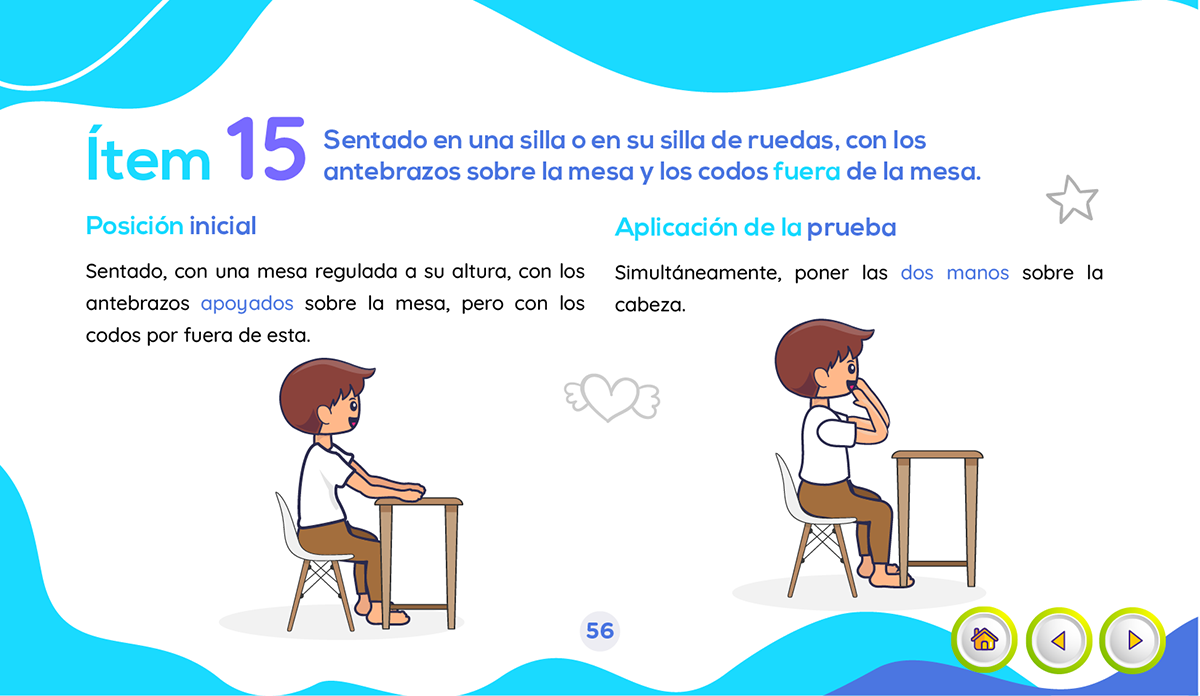 Ítem 15
Sentado en una silla o en su silla de ruedas, con los
antebrazos sobre la mesa y los codos fuera de la mesa.
Posición inicial
Sentado, con una mesa regulada a su altura, con los
antebrazos apoyados sobre la mesa, pero con los
codos por fuera de esta.
Aplicación de la prueba
Simultáneamente, poner las dos manos sobre la
cabeza.
56